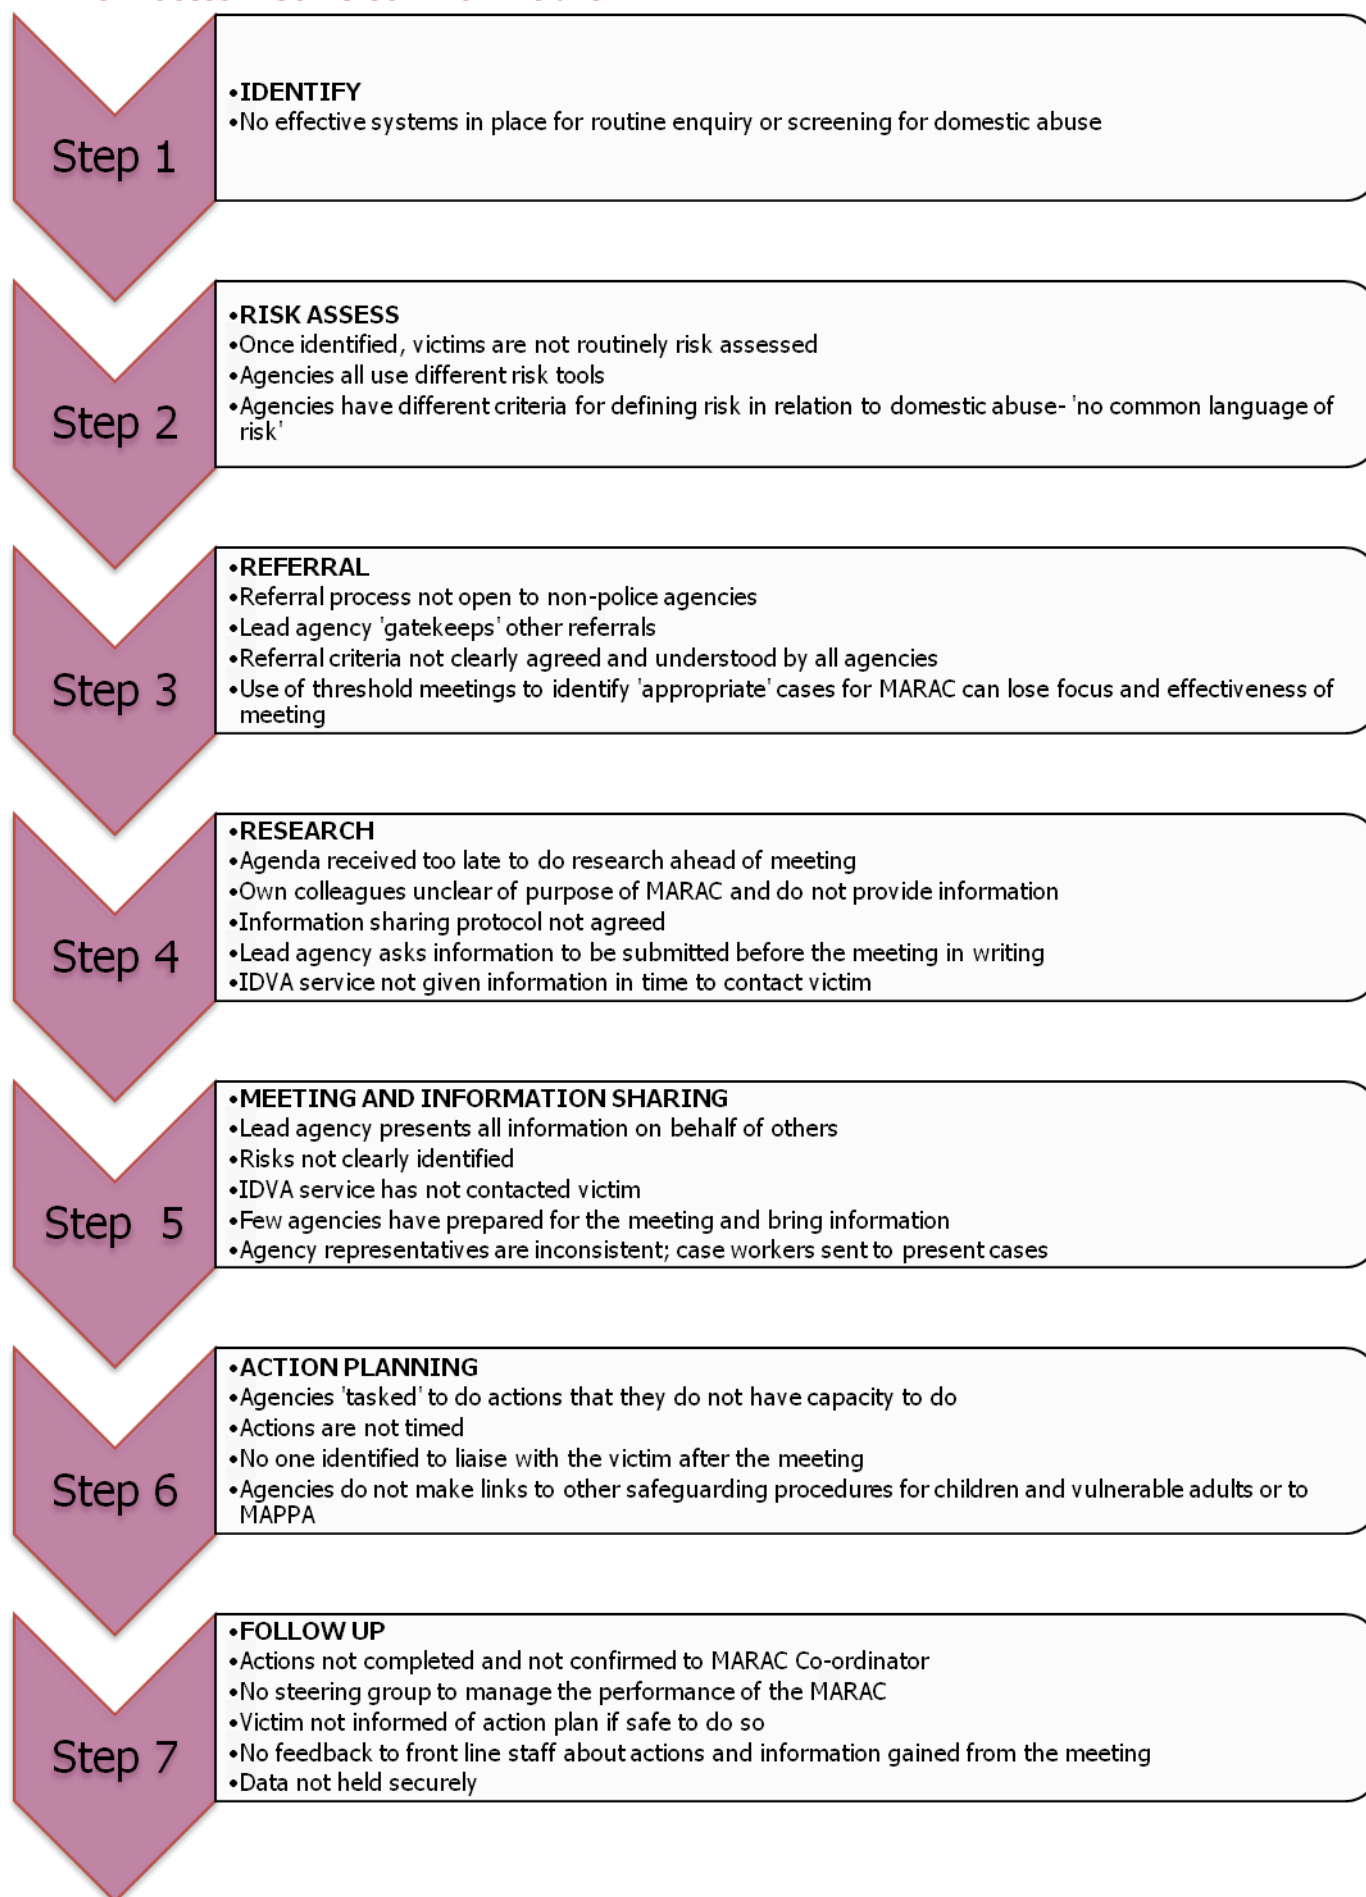 Step 1
•IDENTIFY
•No effective systems in place for routine enquiry or screening for domestic abuse
Step 2
•RISK ASSESS
•Once identified, victims are not routinely risk assessed
•Agencies all use different risk tools
•Agencies have different criteria for defining risk in relation to domestic abuse- 'no common language of
risk'
Step 3
•REFERRAL
•Referral process not open to non-police agencies
•Lead agency 'gatekeeps' other referrals
•Referral criteria not clearly agreed and understood by all agencies
•Use of threshold meetings to identify 'appropriate' cases for MARAC can lose focus and effectiveness of
meeting
Step 4
•RESEARCH
•Agenda received too late to do research ahead of meeting
•Own colleagues unclear of purpose of MARAC and do not provide information
•Information sharing protocol not agreed
•Lead agency asks information to be submitted before the meeting in writing
•IDVA service not given information in time to contact victim
Step 5
•MEETING AND INFORMATION SHARING
•Lead agency presents all information on behalf of others
•Risks not clearly identified
•IDVA service has not contacted victim
•Few agencies have prepared for the meeting and bring information
•Agency representatives are inconsistent; case workers sent to present cases
Step 6
•ACTION PLANNING
•Agencies 'tasked' to do actions that they do not have capacity to do
•Actions are not timed
•No one identified to liaise with the victim after the meeting
•Agencies do not make links to other safeguarding procedures for children and vulnerable adults or to
MAPPA
Step 7
•FOLLOW UP
•Actions not completed and not confirmed to MARAC Co-ordinator
•No steering group to manage the performance of the MARAC
•Victim not informed of action plan if safe to do so
•No feedback to front line staff about actions and information gained from the meeting
•Data not held securely